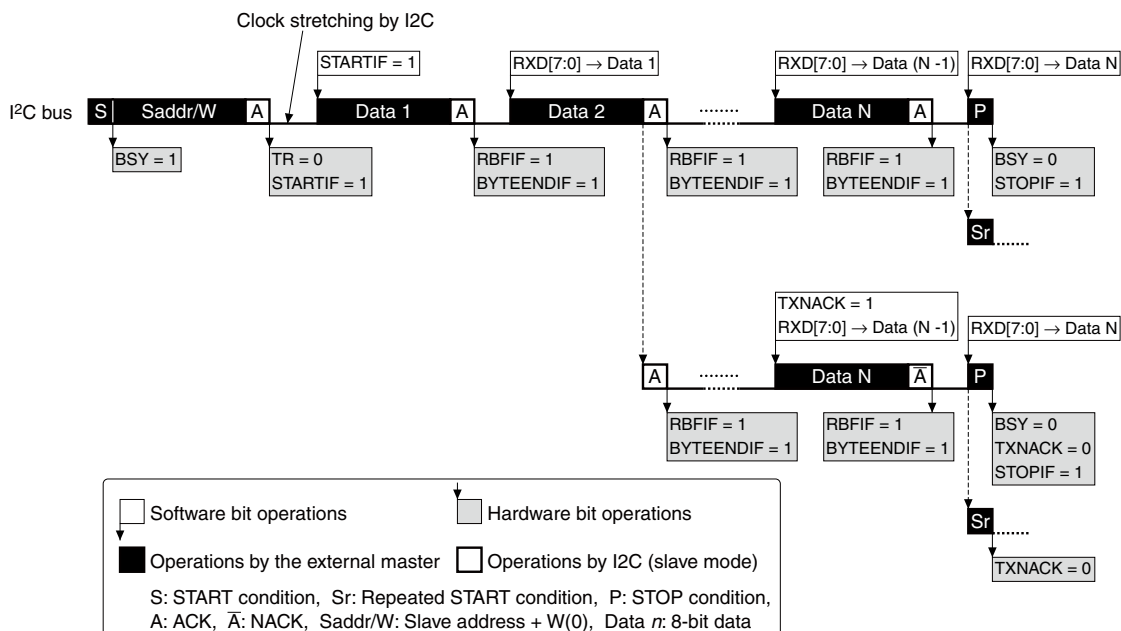 Clock stretching by I2C
STARTIF = 1
RXD[7:0] → Data 1
RXD[7:0] → Data (N -1)
RXD[7:0] → Data N
I²C bus
S
Saddr/W
A
Data 1
A
Data 2
A
Data N
A
P
BSY = 1
TR = 0
STARTIF = 1
RBFIF = 1
BYTEENDIF = 1
RBFIF = 1
BYTEENDIF = 1
RBFIF = 1
BYTEENDIF = 1
BSY = 0
STOPIF = 1
Sr
TXNACK = 1
RXD[7:0] → Data (N -1)
RXD[7:0] → Data N
A
Data N
A̅
P
RBFIF = 1
BYTEENDIF = 1
RBFIF = 1
BYTEENDIF = 1
BSY = 0
TXNACK = 0
STOPIF = 1
Sr
TXNACK = 0
Software bit operations
Hardware bit operations
Operations by the external master
Operations by I2C (slave mode)
S: START condition, Sr: Repeated START condition, P: STOP condition,
A: ACK, A̅: NACK, Saddr/W: Slave address + W(0), Data n: 8-bit data